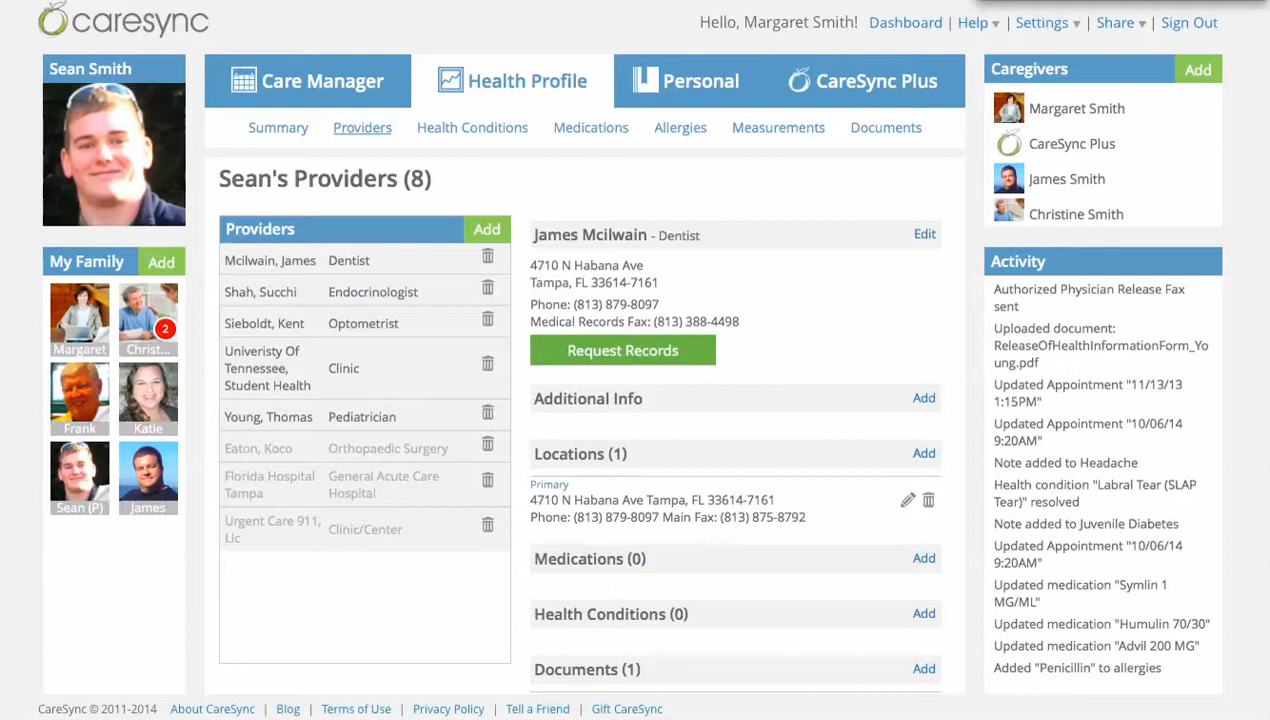 caresync
Hello, Margaret Smith! Dashboard | Help | Settings | Share | Sign Out
Sean Smith
My Family Add
2
Margaret Christ...
Frank Katie
Sean (P) James
Care Manager Health Profile Personal CareSync Plus
Summary Providers Health Conditions Medications Allergies Measurements Documents
Sean's Providers (8)
Providers Add
Mcilwain, James Dentist
Shah, Succhi Endocrinologist
Sieboldt, Kent Optometrist
Univeristy Of
Tennessee, Clinic
Student Health
Young, Thomas Pediatrician
Eaton, Koco Orthopaedic Surgery
Florida Hospital General Acute Care
Tampa Hospital
Urgent Care 911, Clinic/Center
Llc
James Mcilwain - Dentist Edit
4710 N Habana Ave
Tampa, FL 33614-7161
Phone: (813) 879-8097
Medical Records Fax: (813) 388-4498
Request Records
Additional Info Add
Locations (1) Add
Primary
4710 N Habana Ave Tampa, FL 33614-7161
Phone: (813) 879-8097 Main Fax: (813) 875-8792
Medications (0) Add
Health Conditions (0) Add
Documents (1) Add
Caregivers Add
Margaret Smith
CareSync Plus
James Smith
Christine Smith
Activity
Authorized Physician Release Fax
sent
Uploaded document:
ReleaseOfHealthInformationForm_Yo
ung.pdf
Updated Appointment "11/13/13
1:15PM"
Updated Appointment "10/06/14
9:20AM"
Note added to Headache
Health condition "Labral Tear (SLAP
Tear)" resolved
Note added to Juvenile Diabetes
Updated Appointment "10/06/14
9:20AM"
Updated medication "Symlin 1
MG/ML"
Updated medication "Humulin 70/30"
Updated medication "Advil 200 MG"
Added "Penicillin" to allergies
CareSync © 2011-2014 About CareSync | Blog | Terms of Use | Privacy Policy | Tell a Friend | Gift CareSync